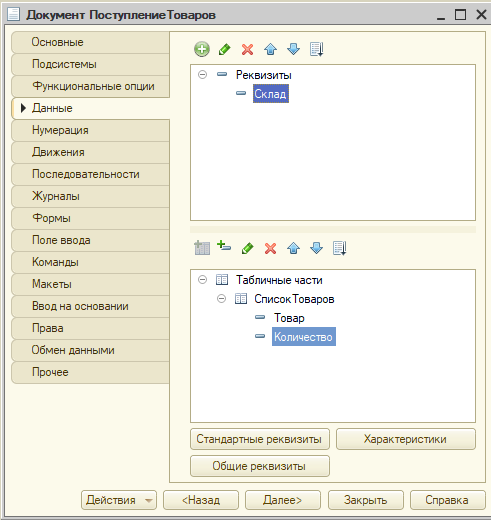 Документ ПоступлениеТоваров
Основные
Подсистемы
Функциональные опции
Данные
Нумерация
Движения
Последовательности
Журналы
Формы
Поле ввода
Команды
Макеты
Ввод на основании
Права
Обмен данными
Прочее
Реквизиты
Склад
Табличные части
СписокТоваров
Товар
Количество
Стандартные реквизиты
Характеристики
Общие реквизиты
Действия
<Назад
Далее>
Закрыть
Справка